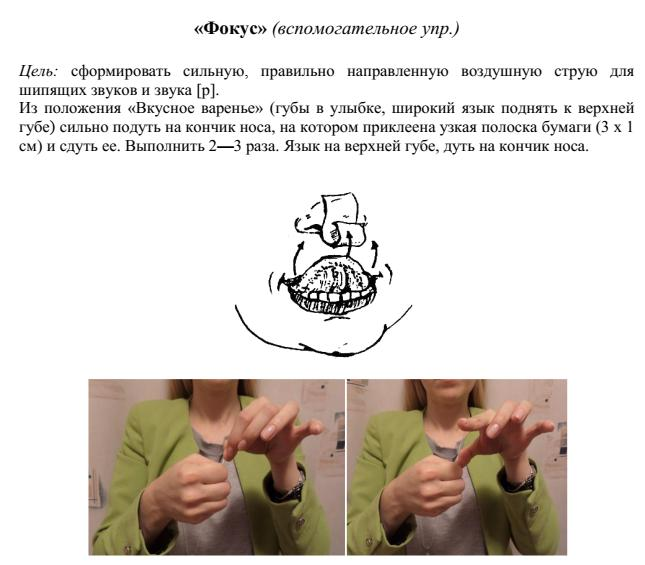 «Фокус» (вспомогательное упр.)
Цель: сформировать сильную, правильно направленную воздушную струю для
шипящих звуков и звука [р].
Из положения «Вкусное варенье» (губы в улыбке, широкий язык поднять к верхней
губе) сильно подуть на кончик носа, на котором приклеена узкая полоска бумаги (3 х 1
см) и сдуть ее. Выполнить 2—3 раза. Язык на верхней губе, дуть на кончик носа.